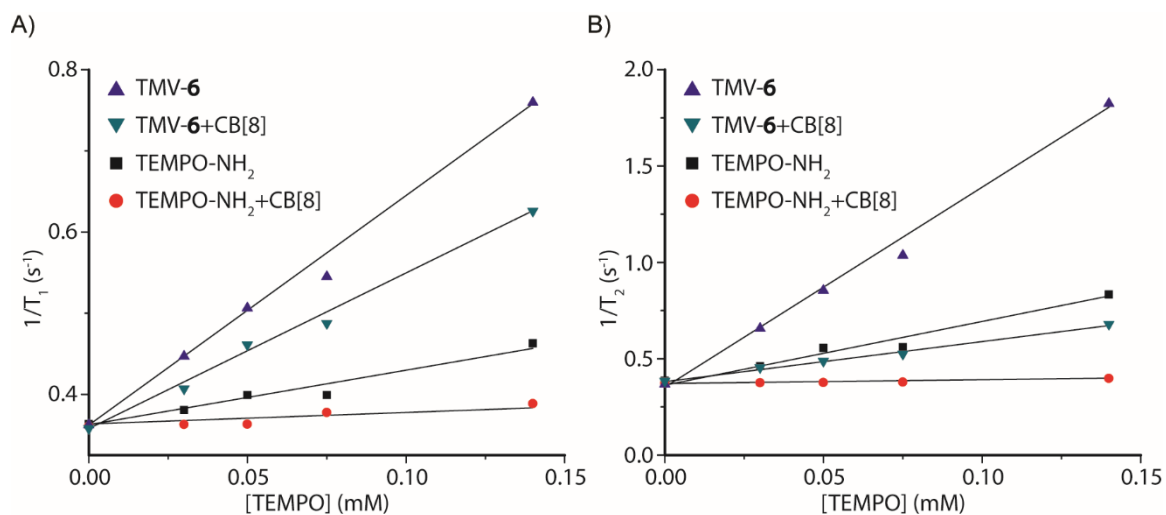 A)
0.8
0.6
0.4
1/T₁ (s⁻¹)
TMV-6
TMV-6+CB[8]
TEMPO-NH₂
TEMPO-NH₂+CB[8]
0.00 0.05 0.10 0.15
[TEMPO] (mM)
B)
2.0
1.5
1.0
0.5
0.0
1/T₂ (s⁻¹)
TMV-6
TMV-6+CB[8]
TEMPO-NH₂
TEMPO-NH₂+CB[8]
0.00 0.05 0.10 0.15
[TEMPO] (mM)